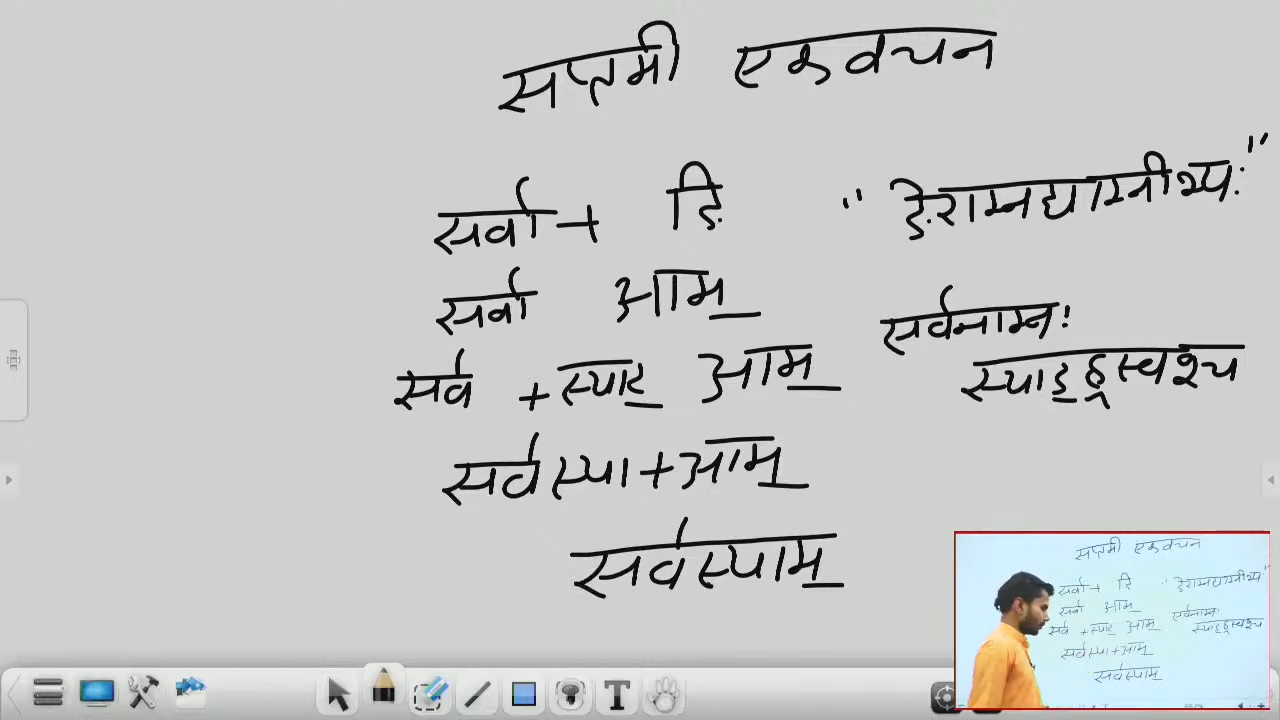 सप्तमी एकवचन
सर्वा + ङि " ङेराम्नद्याम्नीभ्यः "
सर्वा आम्
सर्वनाम्नः
सर्व + स्याट् आम् स्याड्ढ्रस्वश्च
सर्वस्या + आम्
सर्वस्याम्